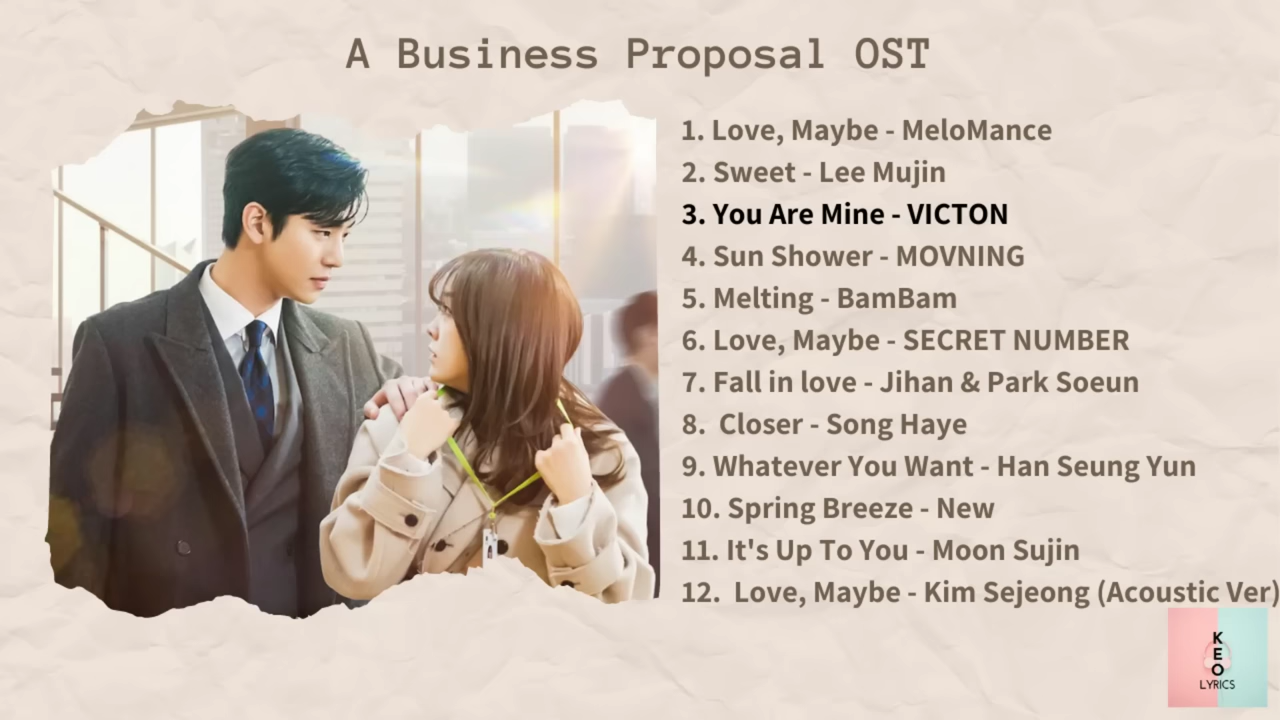 A Business Proposal OST
1. Love, Maybe - MeloMance
2. Sweet - Lee Mujin
3. You Are Mine - VICTON
4. Sun Shower - MOVNING
5. Melting - BamBam
6. Love, Maybe - SECRET NUMBER
7. Fall in love - Jihan & Park Soeun
8. Closer - Song Haye
9. Whatever You Want - Han Seung Yun
10. Spring Breeze - New
11. It's Up To You - Moon Sujin
12. Love, Maybe - Kim Sejeong (Acoustic Ver)
K
E
O
LYRICS